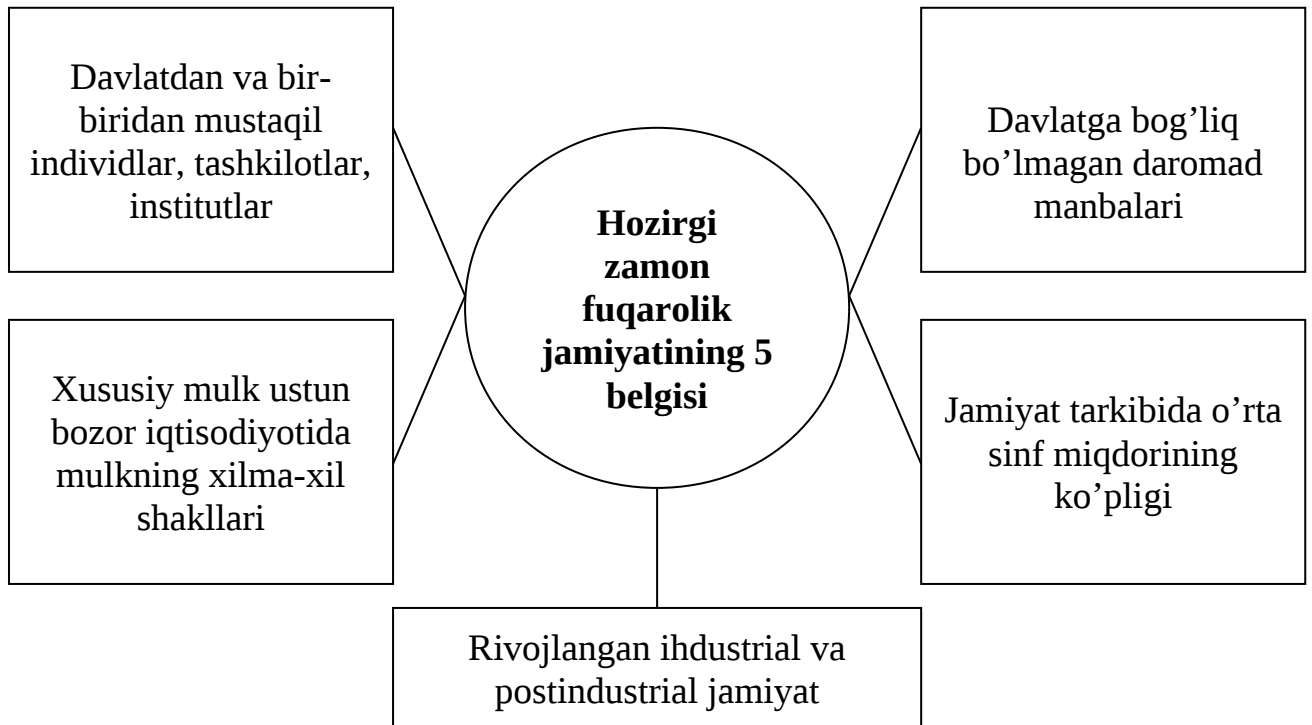 Davlatdan va bir-
biridan mustaqil
individlar, tashkilotlar,
institutlar
Davlatga bog’liq
bo’lmagan daromad
manbalari
Hozirgi
zamon
fuqarolik
jamiyatining 5
belgisi
Xususiy mulk ustun
bozor iqtisodiyotida
mulkning xilma-xil
shakllari
Jamiyat tarkibida o’rta
sinf miqdorining
ko’pligi
Rivojlangan ihdustrial va
postindustrial jamiyat